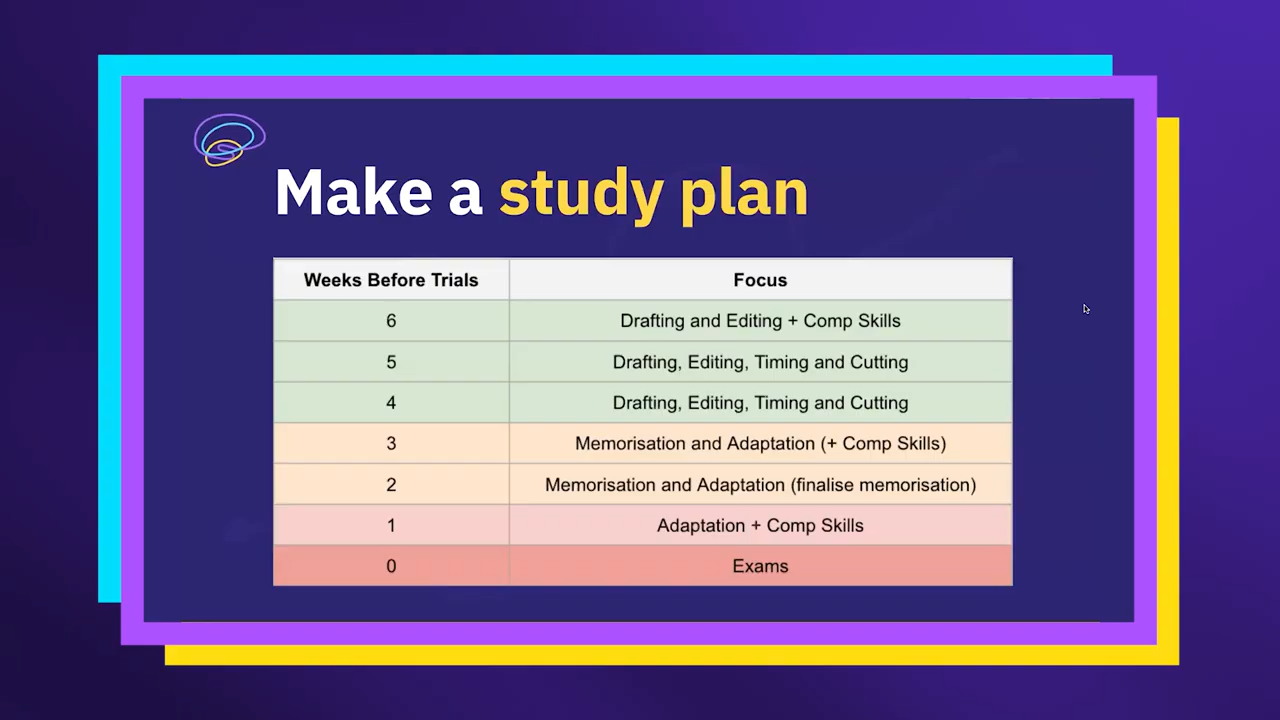 Make a study plan
Weeks Before Trials Focus
6 Drafting and Editing + Comp Skills
5 Drafting, Editing, Timing and Cutting
4 Drafting, Editing, Timing and Cutting
3 Memorisation and Adaptation (+ Comp Skills)
2 Memorisation and Adaptation (finalise memorisation)
1 Adaptation + Comp Skills
0 Exams